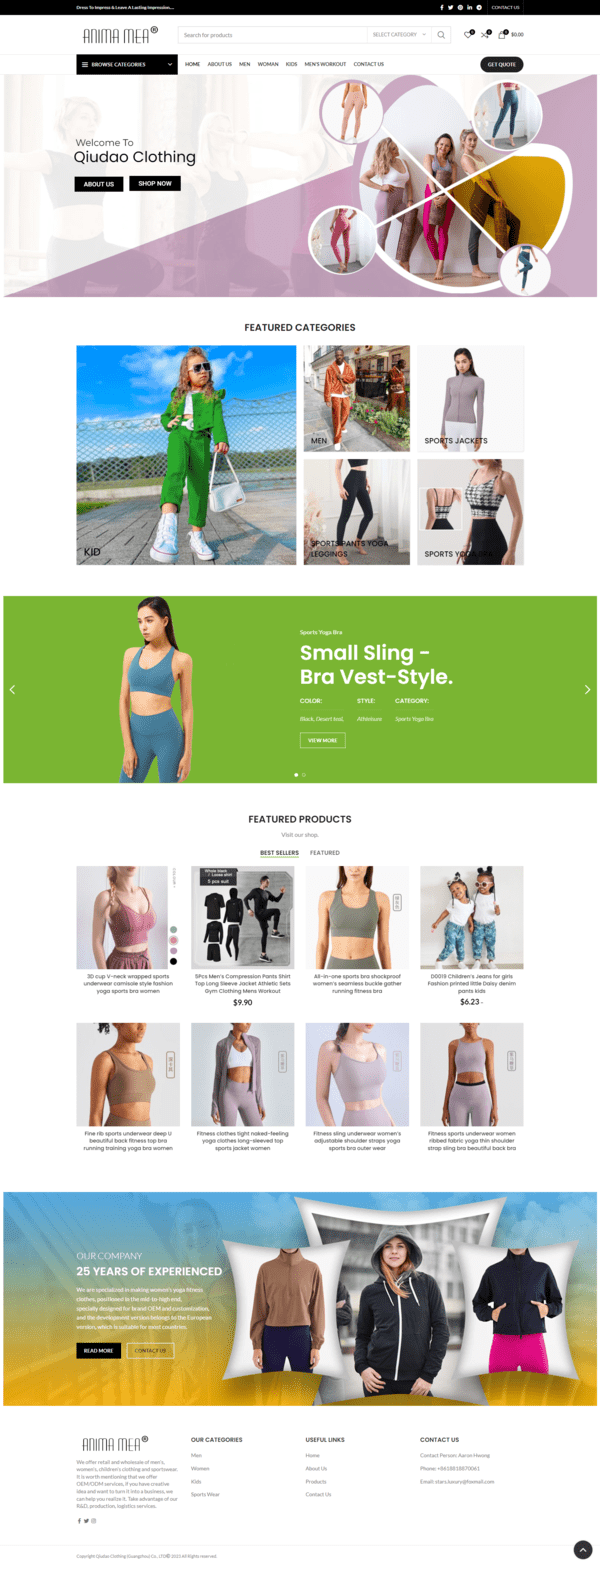 Dress To Impress & Leave A Lasting Impression....
CONTACT US
ANIMA MEA®
Search for products
SELECT CATEGORY
0
0
0
$0.00
BROWSE CATEGORIES
HOME
ABOUT US
MEN
WOMAN
KIDS
MEN'S WORKOUT
CONTACT US
GET QUOTE
Welcome To
Qiudao Clothing
ABOUT US
SHOP NOW
FEATURED CATEGORIES
KID
MEN
SPORTS JACKETS
SPORTS PANTS YOGA
LEGGINGS
SPORTS YOGA BRA
Sports Yoga Bra
Small Sling -
Bra Vest-Style.
COLOR:
STYLE:
CATEGORY:
Black, Desert teal,
Athleisure
Sports Yoga Bra
VIEW MORE
FEATURED PRODUCTS
Visit our shop.
BEST SELLERS
FEATURED
Whole black
+ Loose shirt
5 pcs suit
3D cup V-neck wrapped sports
underwear camisole style fashion
yoga sports bra women
5Pcs Men's Compression Pants Shirt
Top Long Sleeve Jacket Athletic Sets
Gym Clothing Mens Workout
$9.90
All-in-one sports bra shockproof
women's seamless buckle gather
running fitness bra
D0019 Children's Jeans for girls
Fashion printed little Daisy denim
pants kids
$6.23 -
Fine rib sports underwear deep U
beautiful back fitness top bra
running training yoga bra women
Fitness clothes tight naked-feeling
yoga clothes long-sleeved top
sports jacket women
Fitness sling underwear women's
adjustable shoulder straps yoga
sports bra outer wear
Fitness sports underwear women
ribbed fabric yoga thin shoulder
strap sling bra beautiful back bra
OUR COMPANY
25 YEARS OF EXPERIENCED
We are specialized in making women's yoga fitness
clothes, positioned in the mid-to-high end,
specially designed for brand OEM and customization,
and the development version belongs to the European
version, which is suitable for most countries.
READ MORE
CONTACT US
ANIMA MEA®
We offer retail and wholesale of men's,
women's, children's clothing and sportswear.
It is worth mentioning that we offer
OEM/ODM services, if you have creative
idea and want to turn it into a business, we
can help you realize it. Take advantage of our
R&D, production, logistics services.
OUR CATEGORIES
Men
Women
Kids
Sports Wear
USEFUL LINKS
Home
About Us
Products
Contact Us
CONTACT US
Contact Person: Aaron Hwong
Phone: +8618818870061
Email: stars.luxury@foxmail.com
Copyright Qiudao Clothing (Guangzhou) Co., LTD© 2023 All Rights reserved.